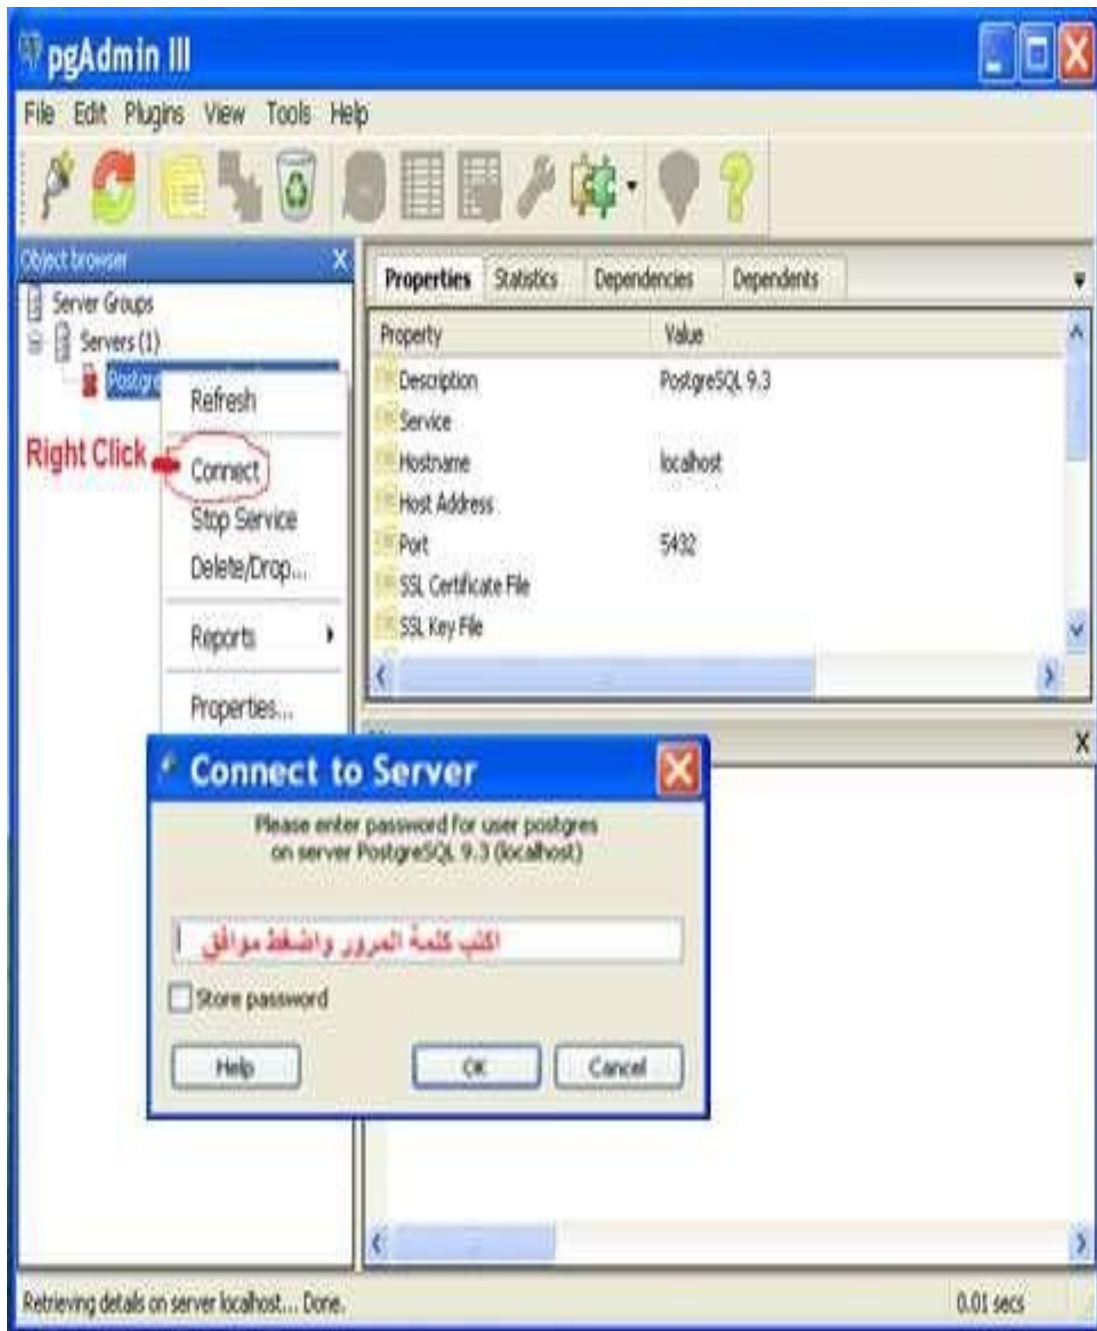 pgAdmin III
File Edit Plugins View Tools Help
Object browser X
Server Groups
Servers (1)
Postgre
Refresh
Right Click
Connect
Stop Service
Delete/Drop...
Reports
Properties...
Properties Statistics Dependencies Dependents
Property Value
Description PostgreSQL 9.3
Service
Hostname localhost
Host Address
Port 5432
SSL Certificate File
SSL Key File
Connect to Server
Please enter password for user postgres
on server PostgreSQL 9.3 (localhost)
اكتب كلمة المرور واضغط موافق
Store password
Help OK Cancel
Retrieving details on server localhost... Done. 0.01 secs